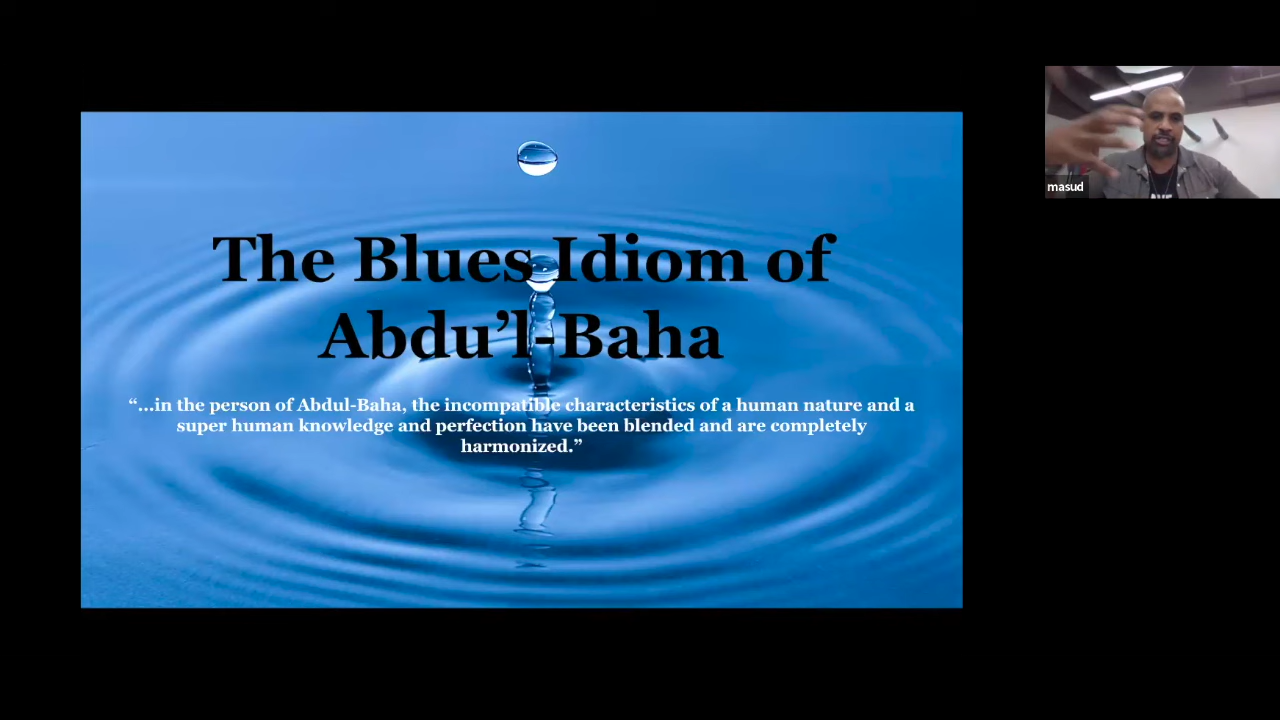 The Blues Idiom of
Abdu’l-Baha
“...in the person of Abdul-Baha, the incompatible characteristics of a human nature and a
super human knowledge and perfection have been blended and are completely
harmonized.”
masud